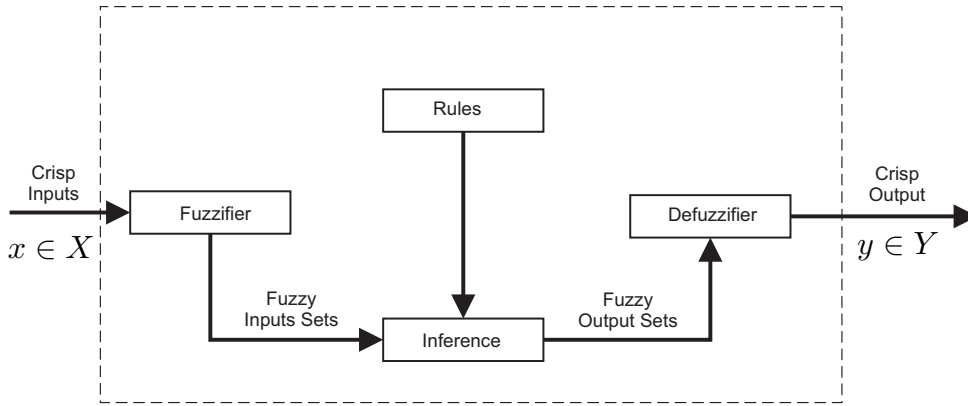 Rules
Crisp
Inputs
x ∈ X
Fuzzifier
Defuzzifier
Crisp
Output
y ∈ Y
Fuzzy
Inputs Sets
Inference
Fuzzy
Output Sets